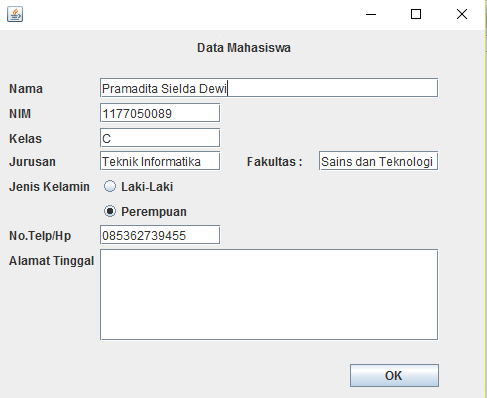 Data Mahasiswa
Nama Pramadita Sielda Dewi
NIM 1177050089
Kelas C
Jurusan Teknik Informatika Fakultas : Sains dan Teknologi
Jenis Kelamin Laki-Laki
Perempuan
No.Telp/Hp 085362739455
Alamat Tinggal
OK